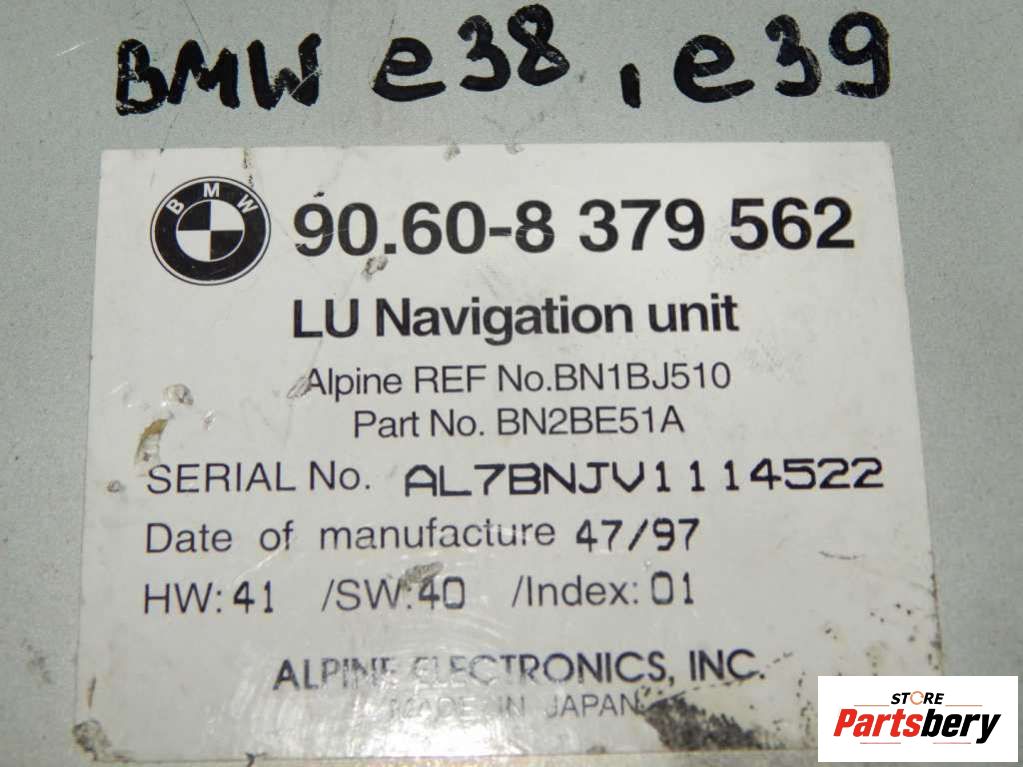 BMW e38, e39
BMW
90.60-8 379 562
LU Navigation unit
Alpine REF No.BN1BJ510
Part No. BN2BE51A
SERIAL No. AL7BNJV1114522
Date of manufacture 47/97
HW: 41 /SW:40 /Index: 01
ALPINE ELECTRONICS, INC.
MADE IN JAPAN
STORE
Partsbery